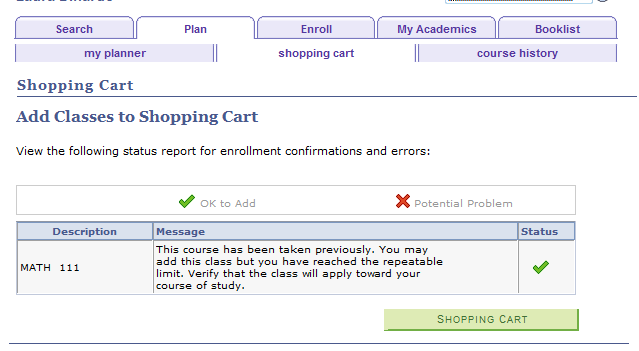 Search Plan Enroll My Academics Booklist
my planner shopping cart course history
Shopping Cart
Add Classes to Shopping Cart
View the following status report for enrollment confirmations and errors:
OK to Add Potential Problem
Description Message Status
MATH 111
This course has been taken previously. You may
add this class but you have reached the repeatable
limit. Verify that the class will apply toward your
course of study.
SHOPPING CART